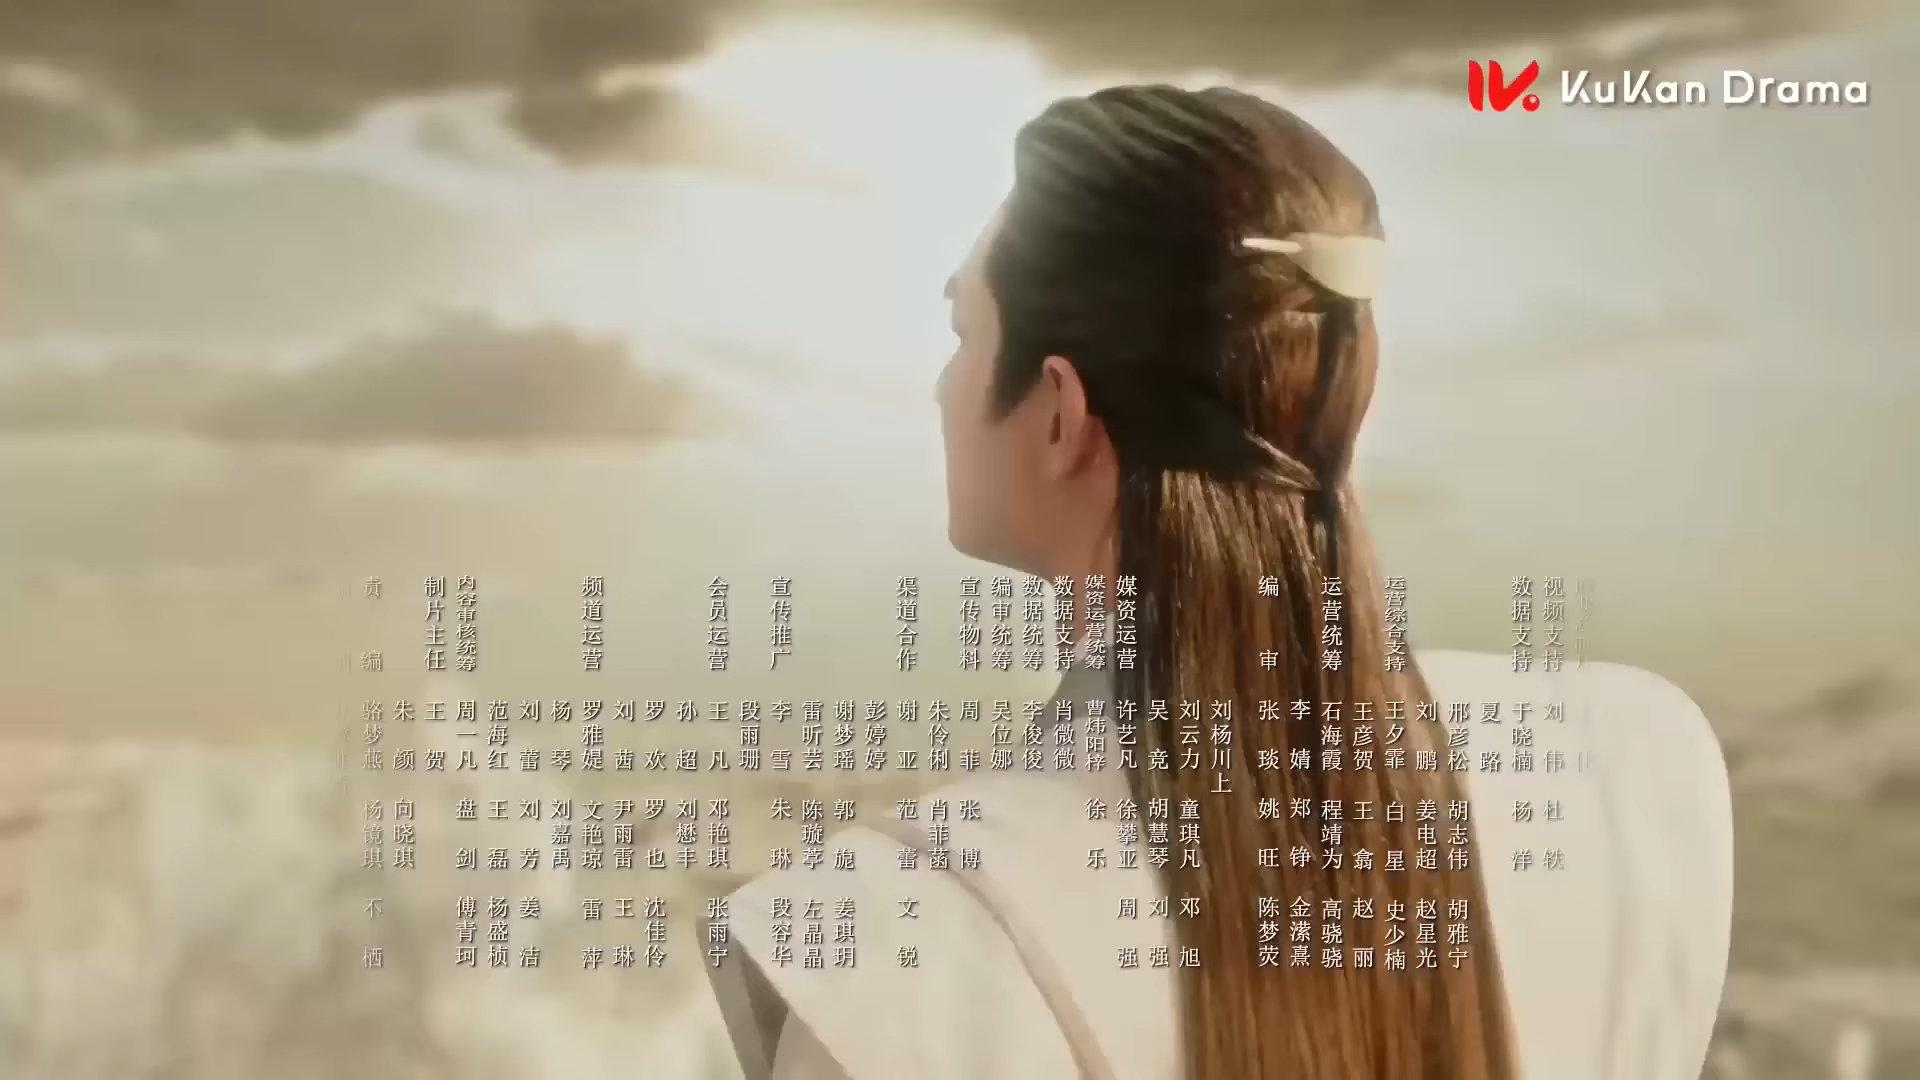 KuKan Drama
责编 骆梦燕 杨镜琪 不栖
朱颜 向晓琪
制片主任 王贺
内容审核统筹 周一凡 盘剑 傅青珂
范海红 王磊 杨盛桢
刘蕾 刘芳 姜洁
杨琴 刘嘉禹
频道运营 罗雅媞 文艳琼 雷萍
刘茜 尹雨雷 王琳
罗欢 罗也 沈佳伶
孙超 刘懋丰
会员运营 王凡 邓艳琪 张雨宁
段雨珊
宣传推广 李雪 朱琳 段容华
雷昕芸 陈璇葶 左晶晶
谢梦瑶 郭旎 姜琪玥
彭婷婷
渠道合作 谢亚 范蕾 文锐
朱伶俐 肖菲菡
宣传物料 周菲 张博
编审统筹 吴位娜
数据统筹 李俊俊
数据支持 肖微微
媒资运营统筹 曹炜阳梓 徐乐
媒资运营 许艺凡 徐攀亚 周强
吴竞 胡慧琴 刘强
刘云力 童琪凡 邓旭
刘杨川上
编审 张琰 姚旺 陈梦荧
李婧 郑铮 金潆熹
运营统筹 石海霞 程靖为 高骁骁
王彦贺 王翕 赵丽
运营综合支持 王夕霏 白星 史少楠
刘鹏 姜电超 赵星光
邢彦松 胡志伟 胡雅宁
夏路
数据支持 于晓楠 杨洋
视频支持 刘伟 杜轶